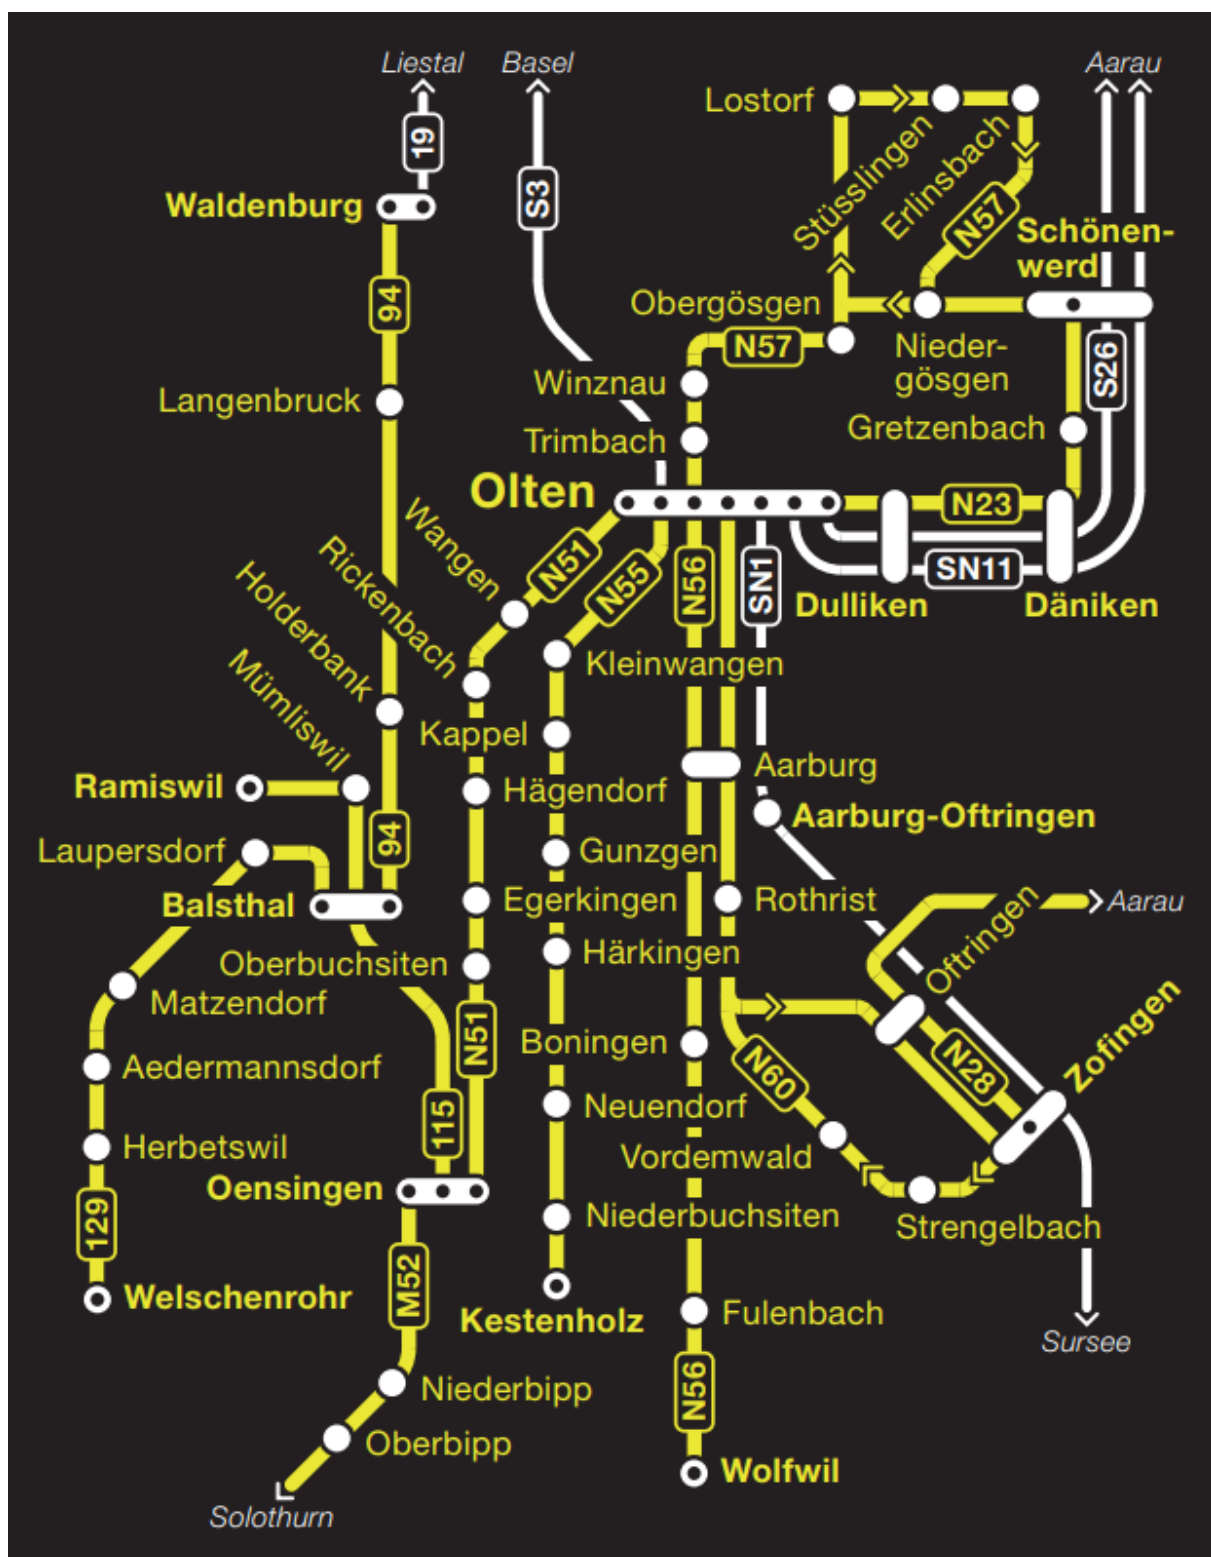 Liestal
Basel
Aarau
Lostorf
19
S3
Stüsslingen
Erlinsbach
N57
Waldenburg
Schönen-
werd
94
Obergösgen
N57
Nieder-
gösgen
S26
Winznau
Langenbruck
Trimbach
Gretzenbach
Olten
N23
Wangen
Rickenbach
N51
N55
N56
SN1
SN11
Dulliken
Däniken
Holderbank
Mümliswil
Kleinwangen
Kappel
Aarburg
Ramiswil
Hägendorf
Aarburg-Oftringen
94
Laupersdorf
Gunzgen
Balsthal
Egerkingen
Rothrist
Oftringen
Aarau
Oberbuchsiten
Härkingen
Matzendorf
Zofingen
N51
Boningen
Aedermannsdorf
N60
N28
115
Neuendorf
Herbetswil
Vordemwald
Oensingen
129
Niederbuchsiten
Strengelbach
M52
Welschenrohr
Kestenholz
Fulenbach
Sursee
Niederbipp
N56
Oberbipp
Wolfwil
Solothurn